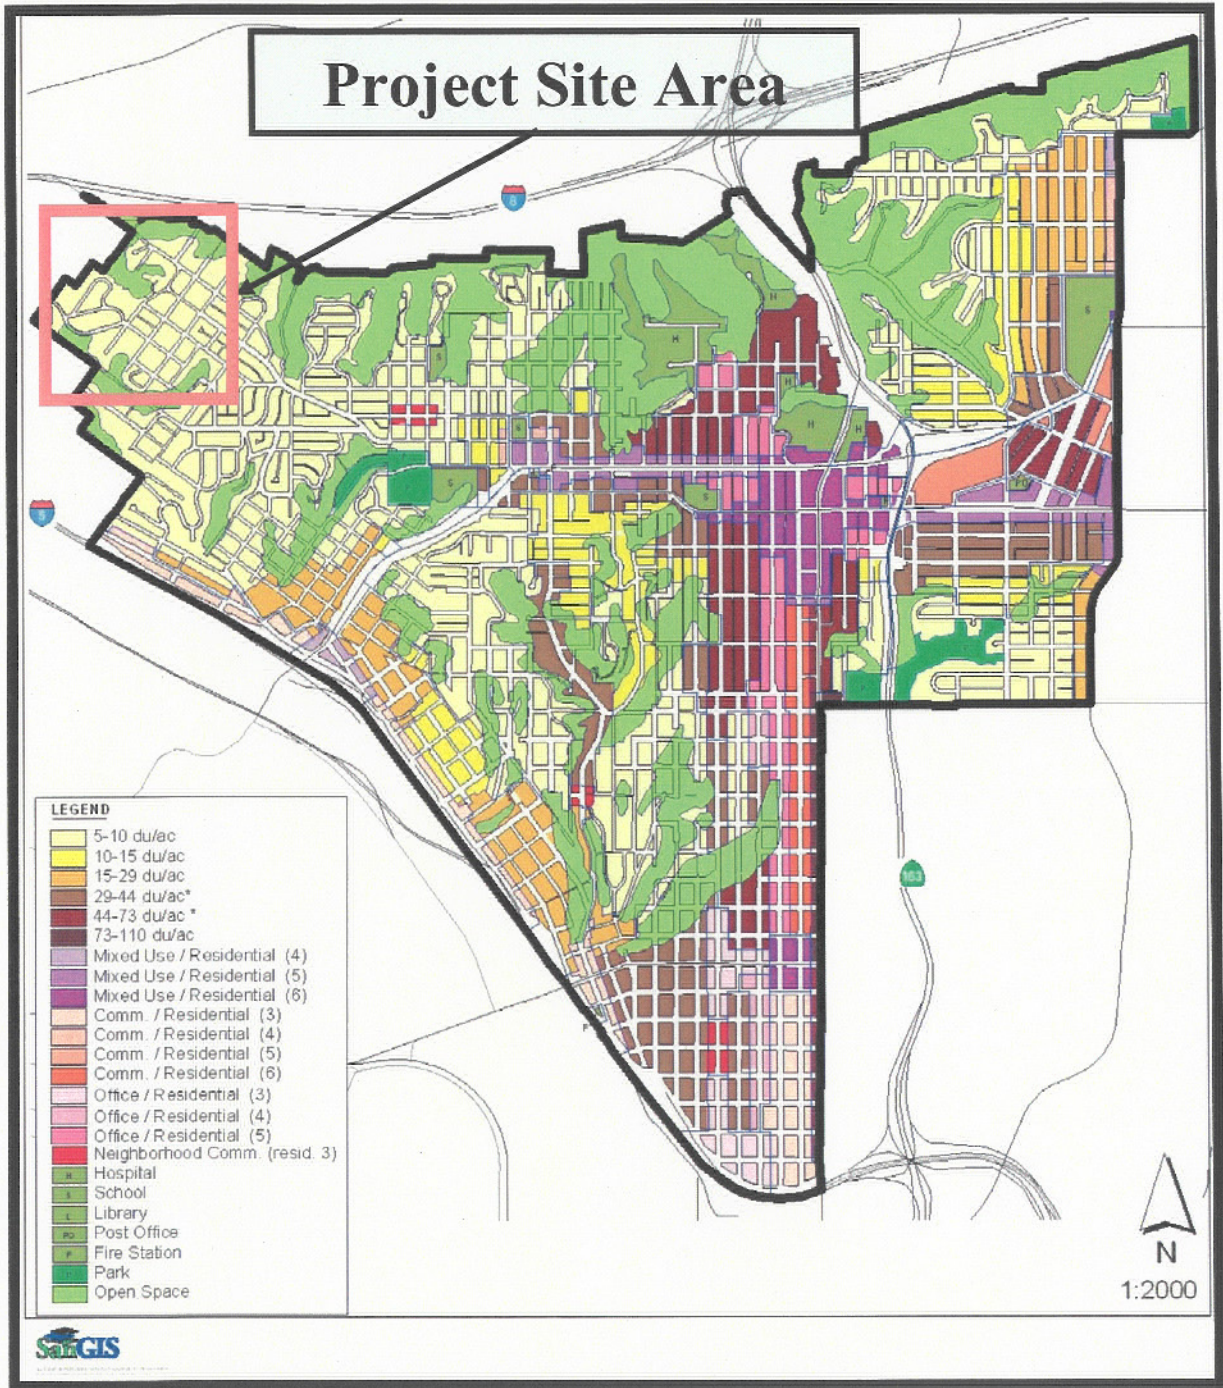 Project Site Area
8
H
S
H
S
H
H
H
S
S
S
PO
8
LEGEND
5-10 du/ac
10-15 du/ac
15-29 du/ac
29-44 du/ac*
44-73 du/ac *
73-110 du/ac
Mixed Use / Residential (4)
Mixed Use / Residential (5)
Mixed Use / Residential (6)
Comm. / Residential (3)
Comm. / Residential (4)
Comm. / Residential (5)
Comm. / Residential (6)
Office / Residential (3)
Office / Residential (4)
Office / Residential (5)
Neighborhood Comm. (resid. 3)
H Hospital
S School
L Library
PO Post Office
F Fire Station
Park
Open Space
163
N
1:2000
SanGIS